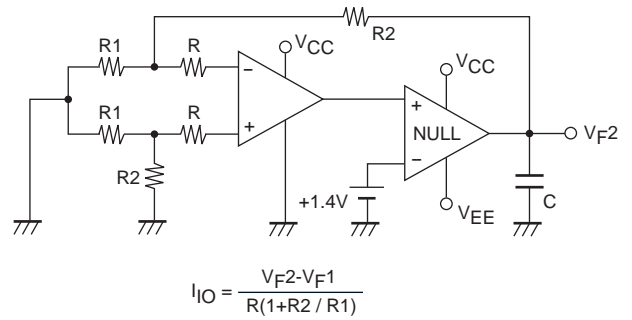 R2
R1
R
VCC
VCC
R1
R
NULL
VF2
R2
+1.4V
VEE
C
−
+
+
−
IIO = VF2-VF1
R(1+R2 / R1)